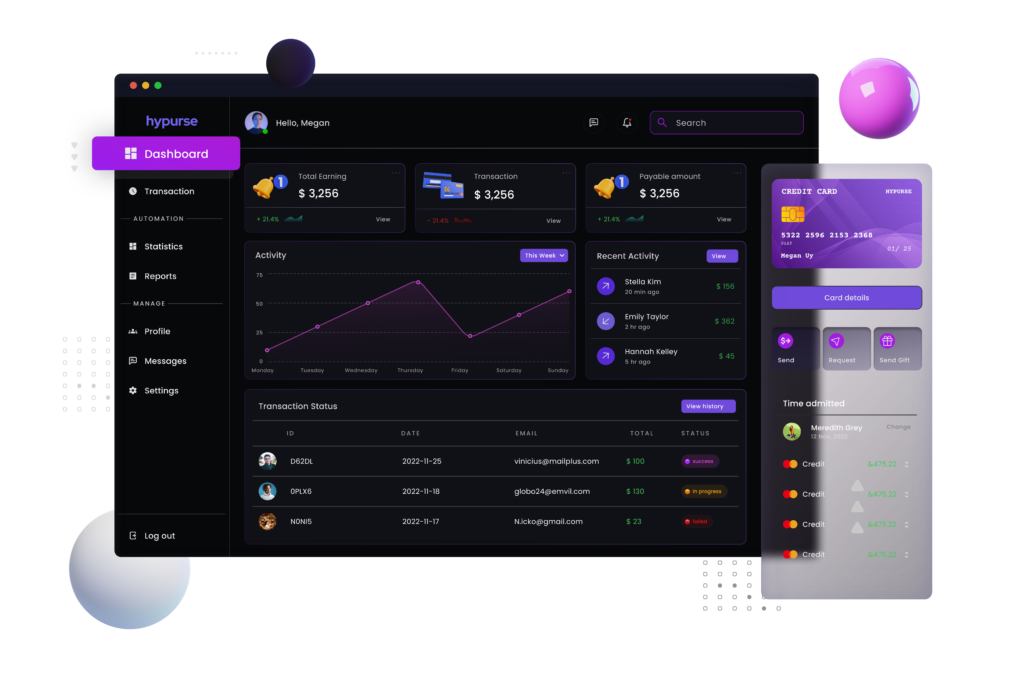 hypurse
Hello, Megan
Search
Dashboard
Transaction
AUTOMATION
Statistics
Reports
MANAGE
Profile
Messages
Settings
Log out
1
Total Earning
$ 3,256
+ 21.4%
View
Transaction
$ 3,256
- 21.4%
View
1
Payable amount
$ 3,256
+ 21.4%
View
Activity
This Week
75
50
25
0
Monday Tuesday Wednesday Thursday Friday Saturday Sunday
Recent Activity
View
Stella Kim
20 min ago
$ 156
Emily Taylor
2 hr ago
$ 362
Hannah Kelley
5 hr ago
$ 45
Transaction Status
View history
ID DATE EMAIL TOTAL STATUS
D62DL 2022-11-25 vinicius@mailplus.com $ 100 success
0PLX6 2022-11-18 globo24@emvil.com $ 130 in progress
N0NI5 2022-11-17 N.icko@gmail.com $ 23 failed
CREDIT CARD HYPURSE
5322 2596 2153 2368
01/ 25
Megan Uy
Card details
Send
Request
Send Gift
Time admitted
Meredith Grey
Change
12 Nov, 2022
Credit &475,22
Credit &475,22
Credit &475,22
Credit &475,22